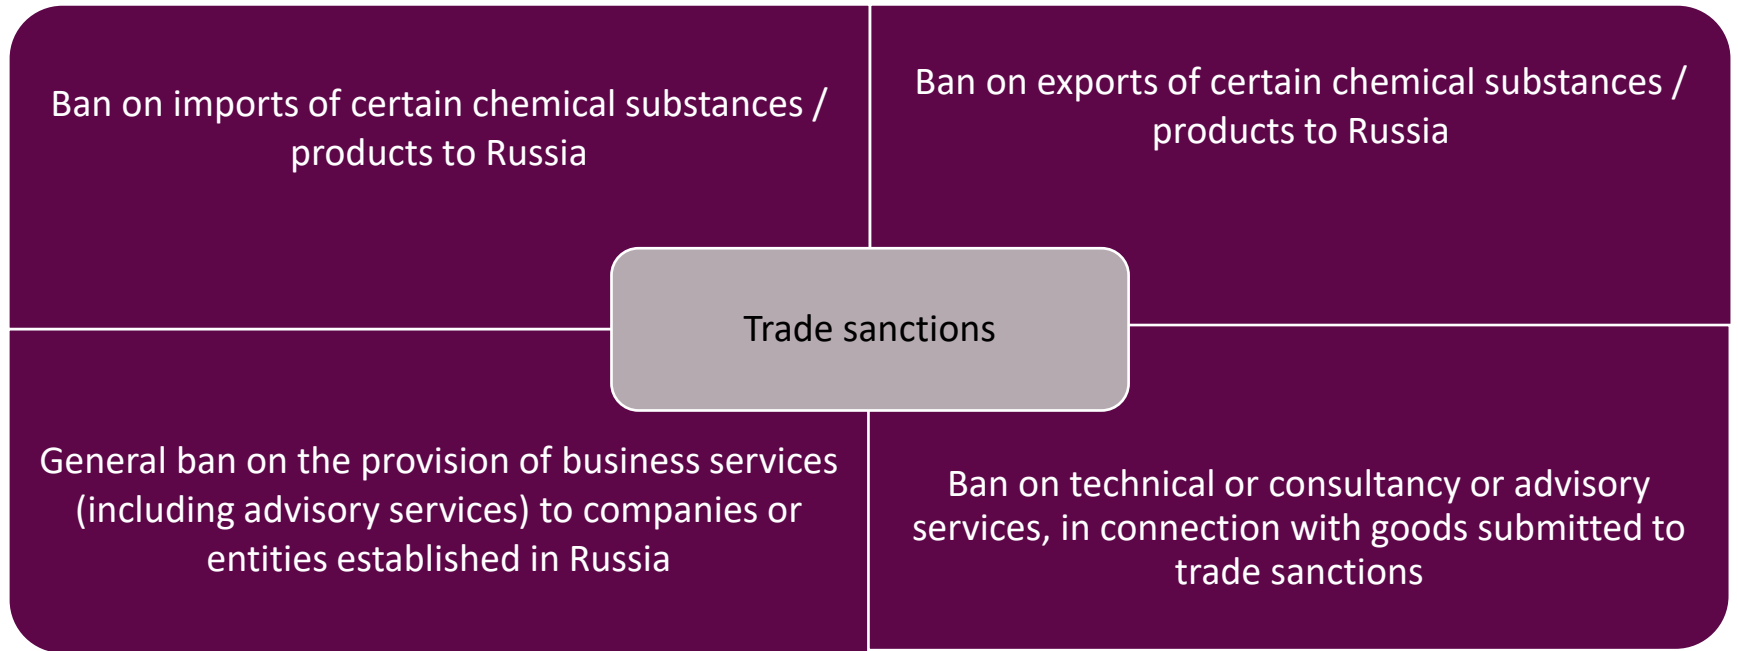 Ban on imports of certain chemical substances /
products to Russia
Ban on exports of certain chemical substances /
products to Russia
Trade sanctions
General ban on the provision of business services
(including advisory services) to companies or
entities established in Russia
Ban on technical or consultancy or advisory
services, in connection with goods submitted to
trade sanctions